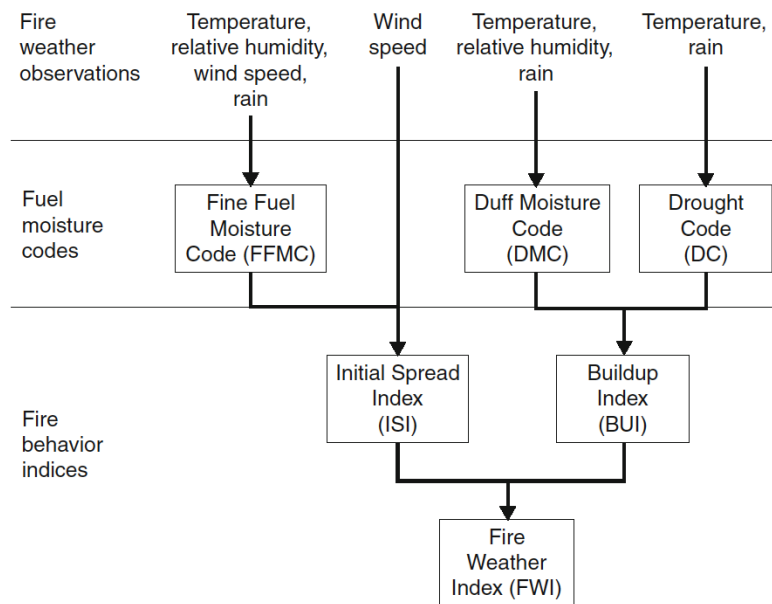 Fire
weather
observations
Temperature,
relative humidity,
wind speed,
rain
Wind
speed
Temperature,
relative humidity,
rain
Temperature,
rain
Fuel
moisture
codes
Fine Fuel
Moisture
Code (FFMC)
Duff Moisture
Code
(DMC)
Drought
Code
(DC)
Fire
behavior
indices
Initial Spread
Index
(ISI)
Buildup
Index
(BUI)
Fire
Weather
Index (FWI)